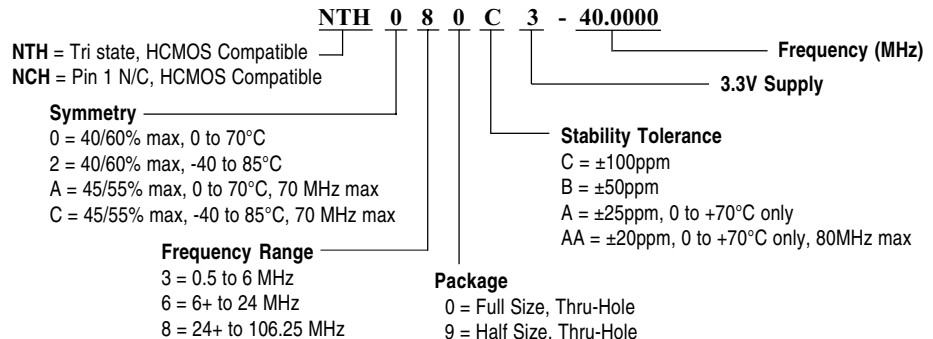 NTH 0 8 0 C 3 - 40.0000
NTH = Tri state, HCMOS Compatible
NCH = Pin 1 N/C, HCMOS Compatible
Frequency (MHz)
3.3V Supply
Symmetry
0 = 40/60% max, 0 to 70°C
2 = 40/60% max, -40 to 85°C
A = 45/55% max, 0 to 70°C, 70 MHz max
C = 45/55% max, -40 to 85°C, 70 MHz max
Stability Tolerance
C = ±100ppm
B = ±50ppm
A = ±25ppm, 0 to +70°C only
AA = ±20ppm, 0 to +70°C only, 80MHz max
Frequency Range
3 = 0.5 to 6 MHz
6 = 6+ to 24 MHz
8 = 24+ to 106.25 MHz
Package
0 = Full Size, Thru-Hole
9 = Half Size, Thru-Hole